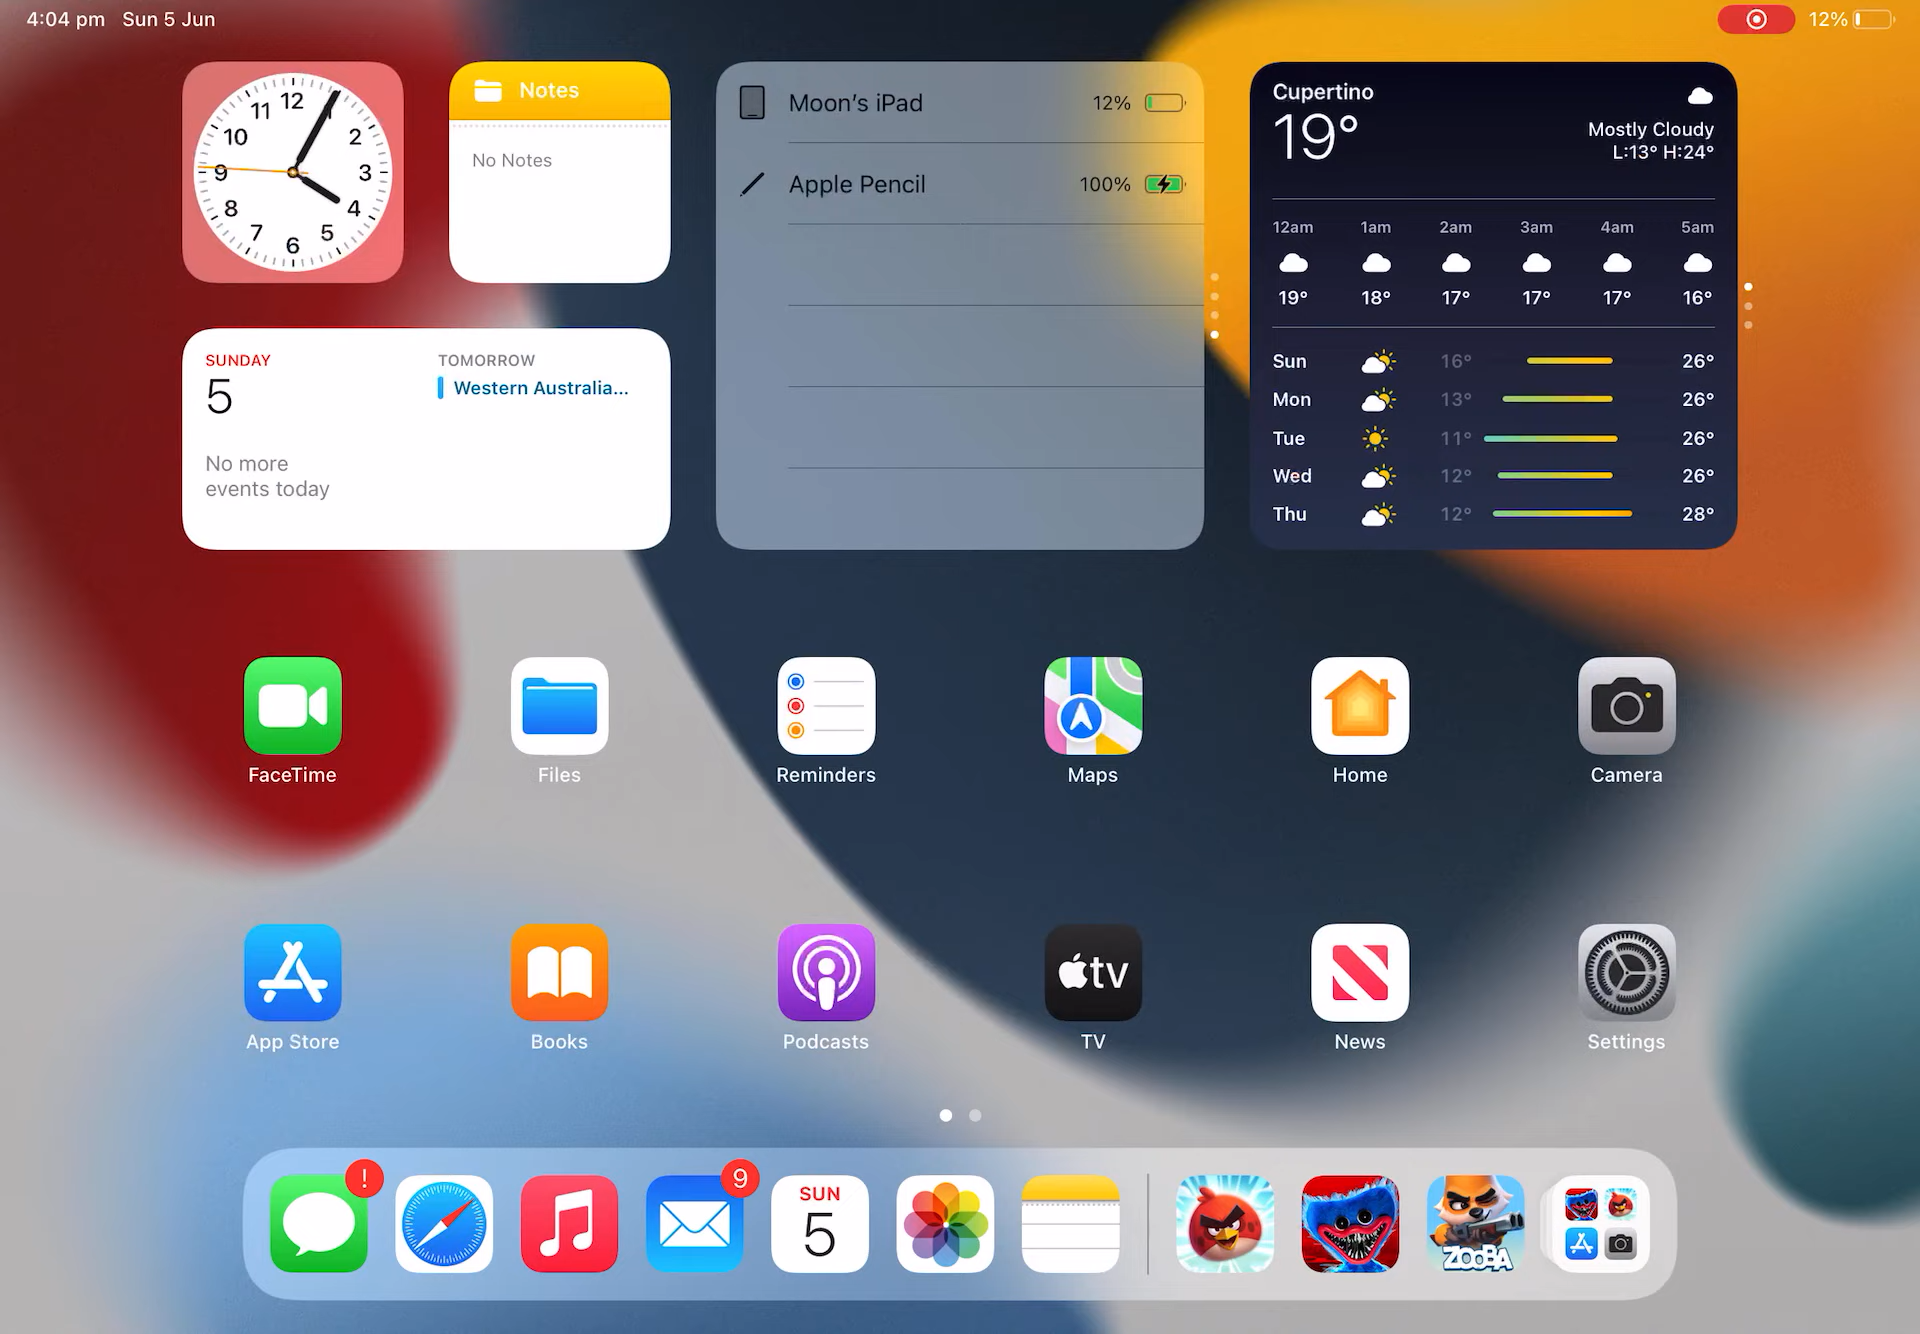 4:04 pm Sun 5 Jun
12%
12
11
10
9
8
7
6
5
4
3
2
Notes
No Notes
Moon's iPad 12%
Apple Pencil 100%
Cupertino
19°
Mostly Cloudy
L:13° H:24°
12am 1am 2am 3am 4am 5am
19° 18° 17° 17° 17° 16°
Sun 16° 26°
Mon 13° 26°
Tue 11° 26°
Wed 12° 26°
Thu 12° 28°
SUNDAY
5
No more
events today
TOMORROW
Western Australia...
FaceTime Files Reminders Maps Home Camera
tv
App Store Books Podcasts TV News Settings
!
9
SUN
5
ZOOBA